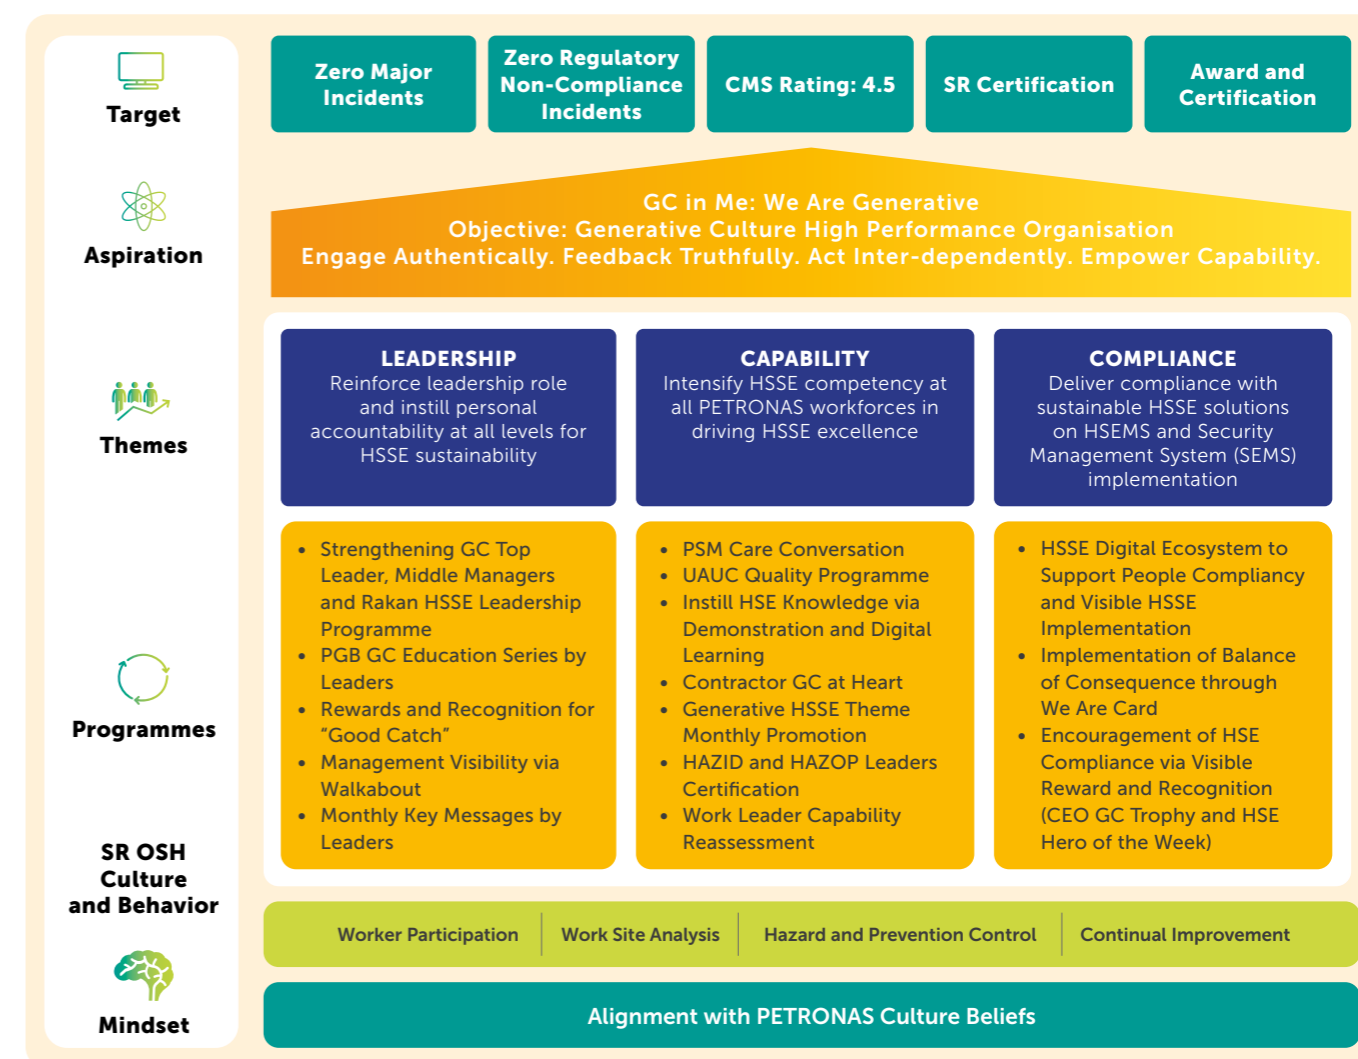 Target
Zero Major
Incidents
Zero Regulatory
Non-Compliance
Incidents
CMS Rating: 4.5
SR Certification
Award and
Certification
Aspiration
GC in Me: We Are Generative
Objective: Generative Culture High Performance Organisation
Engage Authentically. Feedback Truthfully. Act Inter-dependently. Empower Capability.
Themes
LEADERSHIP
Reinforce leadership role
and instill personal
accountability at all levels for
HSSE sustainability
CAPABILITY
Intensify HSSE competency at
all PETRONAS workforces in
driving HSSE excellence
COMPLIANCE
Deliver compliance with
sustainable HSSE solutions
on HSEMS and Security
Management System (SEMS)
implementation
Programmes
• Strengthening GC Top
Leader, Middle Managers
and Rakan HSSE Leadership
Programme
• PGB GC Education Series by
Leaders
• Rewards and Recognition for
“Good Catch”
• Management Visibility via
Walkabout
• Monthly Key Messages by
Leaders
• PSM Care Conversation
• UAUC Quality Programme
• Instill HSE Knowledge via
Demonstration and Digital
Learning
• Contractor GC at Heart
• Generative HSSE Theme
Monthly Promotion
• HAZID and HAZOP Leaders
Certification
• Work Leader Capability
Reassessment
• HSSE Digital Ecosystem to
Support People Compliancy
and Visible HSSE
Implementation
• Implementation of Balance
of Consequence through
We Are Card
• Encouragement of HSE
Compliance via Visible
Reward and Recognition
(CEO GC Trophy and HSE
Hero of the Week)
SR OSH
Culture
and Behavior
Worker Participation
Work Site Analysis
Hazard and Prevention Control
Continual Improvement
Mindset
Alignment with PETRONAS Culture Beliefs